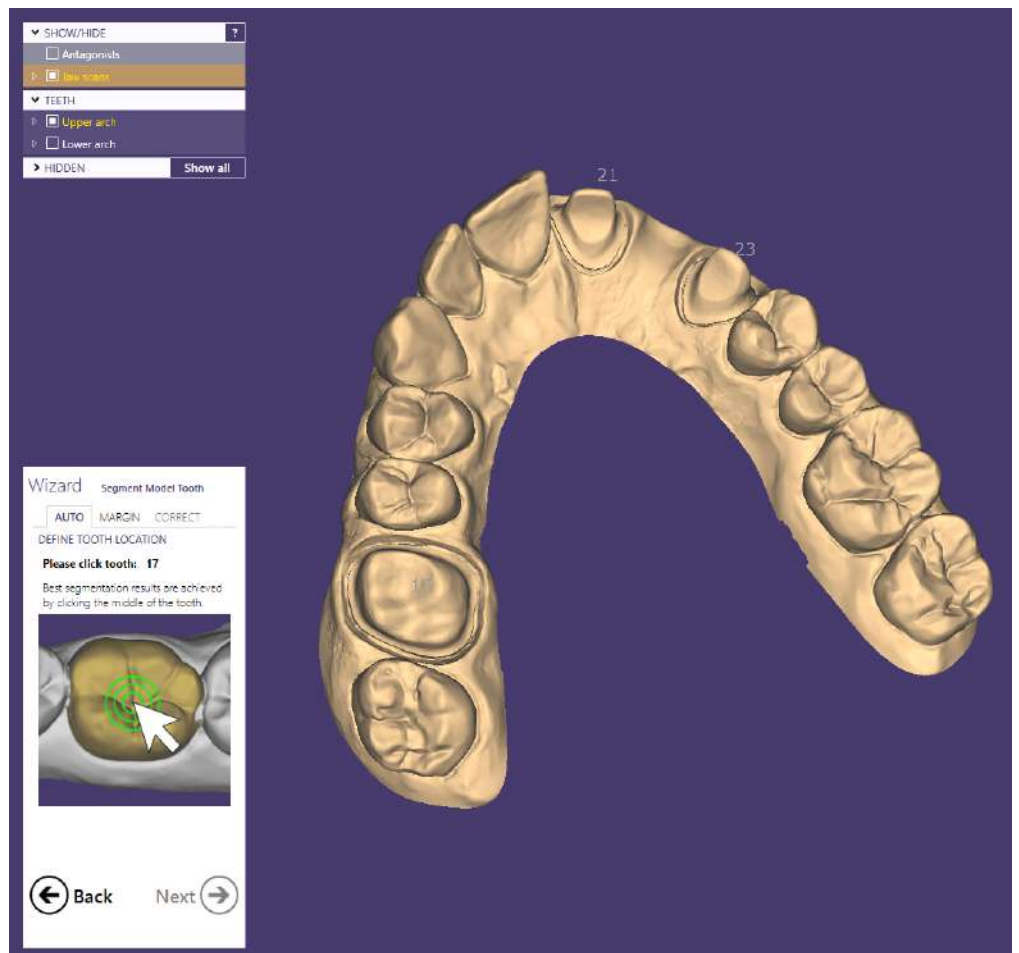 SHOW/HIDE ?
Antagonists
Jaw scans
TEETH
Upper arch
Lower arch
HIDDEN Show all
21
23
16
Wizard Segment Model Tooth
AUTO MARGIN CORRECT
DEFINE TOOTH LOCATION
Please click tooth: 17
Best segmentation results are achieved
by clicking the middle of the tooth.
Back Next